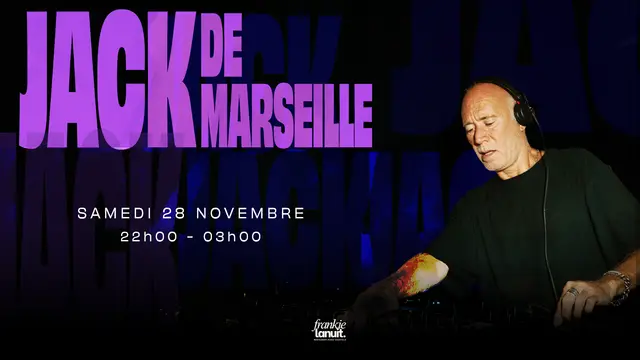 JACK DE
MARSEILLE
SAMEDI 28 NOVEMBRE
22h00 - 03h00
frankie
lanuit.